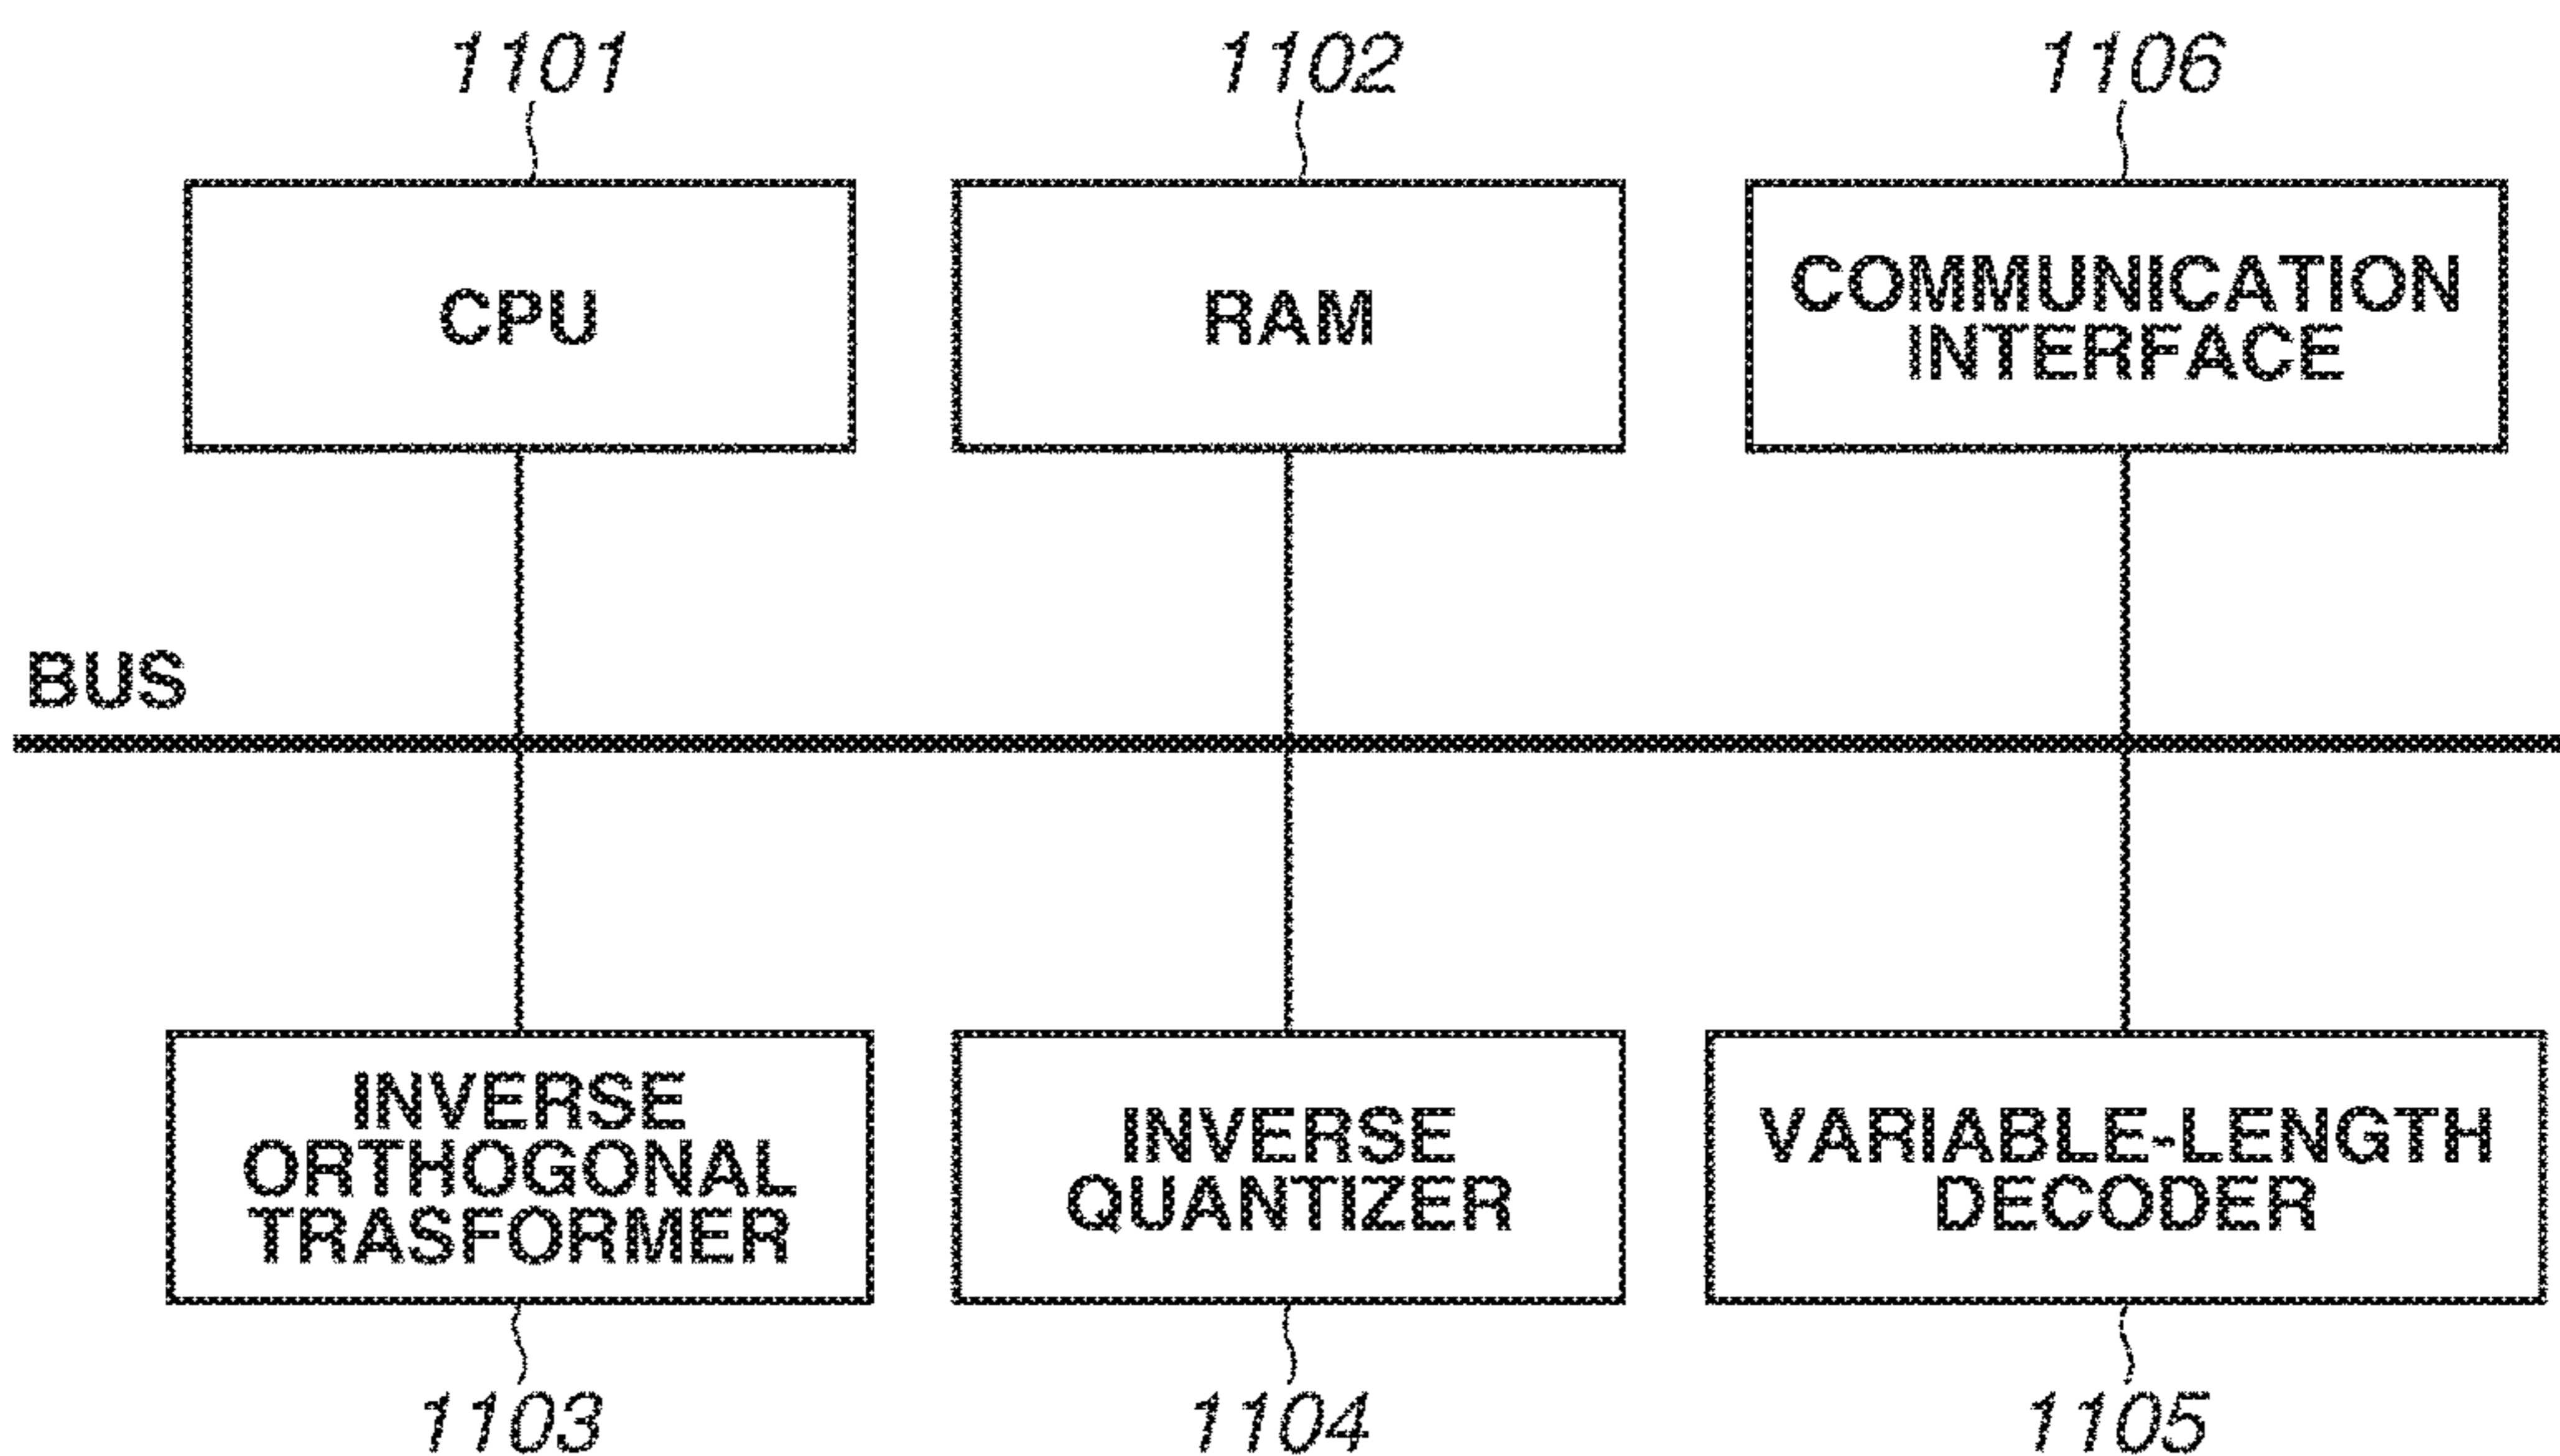 1101
1102
1106
CPU
RAM
COMMUNICATION
INTERFACE
BUS
INVERSE
ORTHOGONAL
TRASFORMER
INVERSE
QUANTIZER
VARIABLE-LENGTH
DECODER
1103
1104
1105